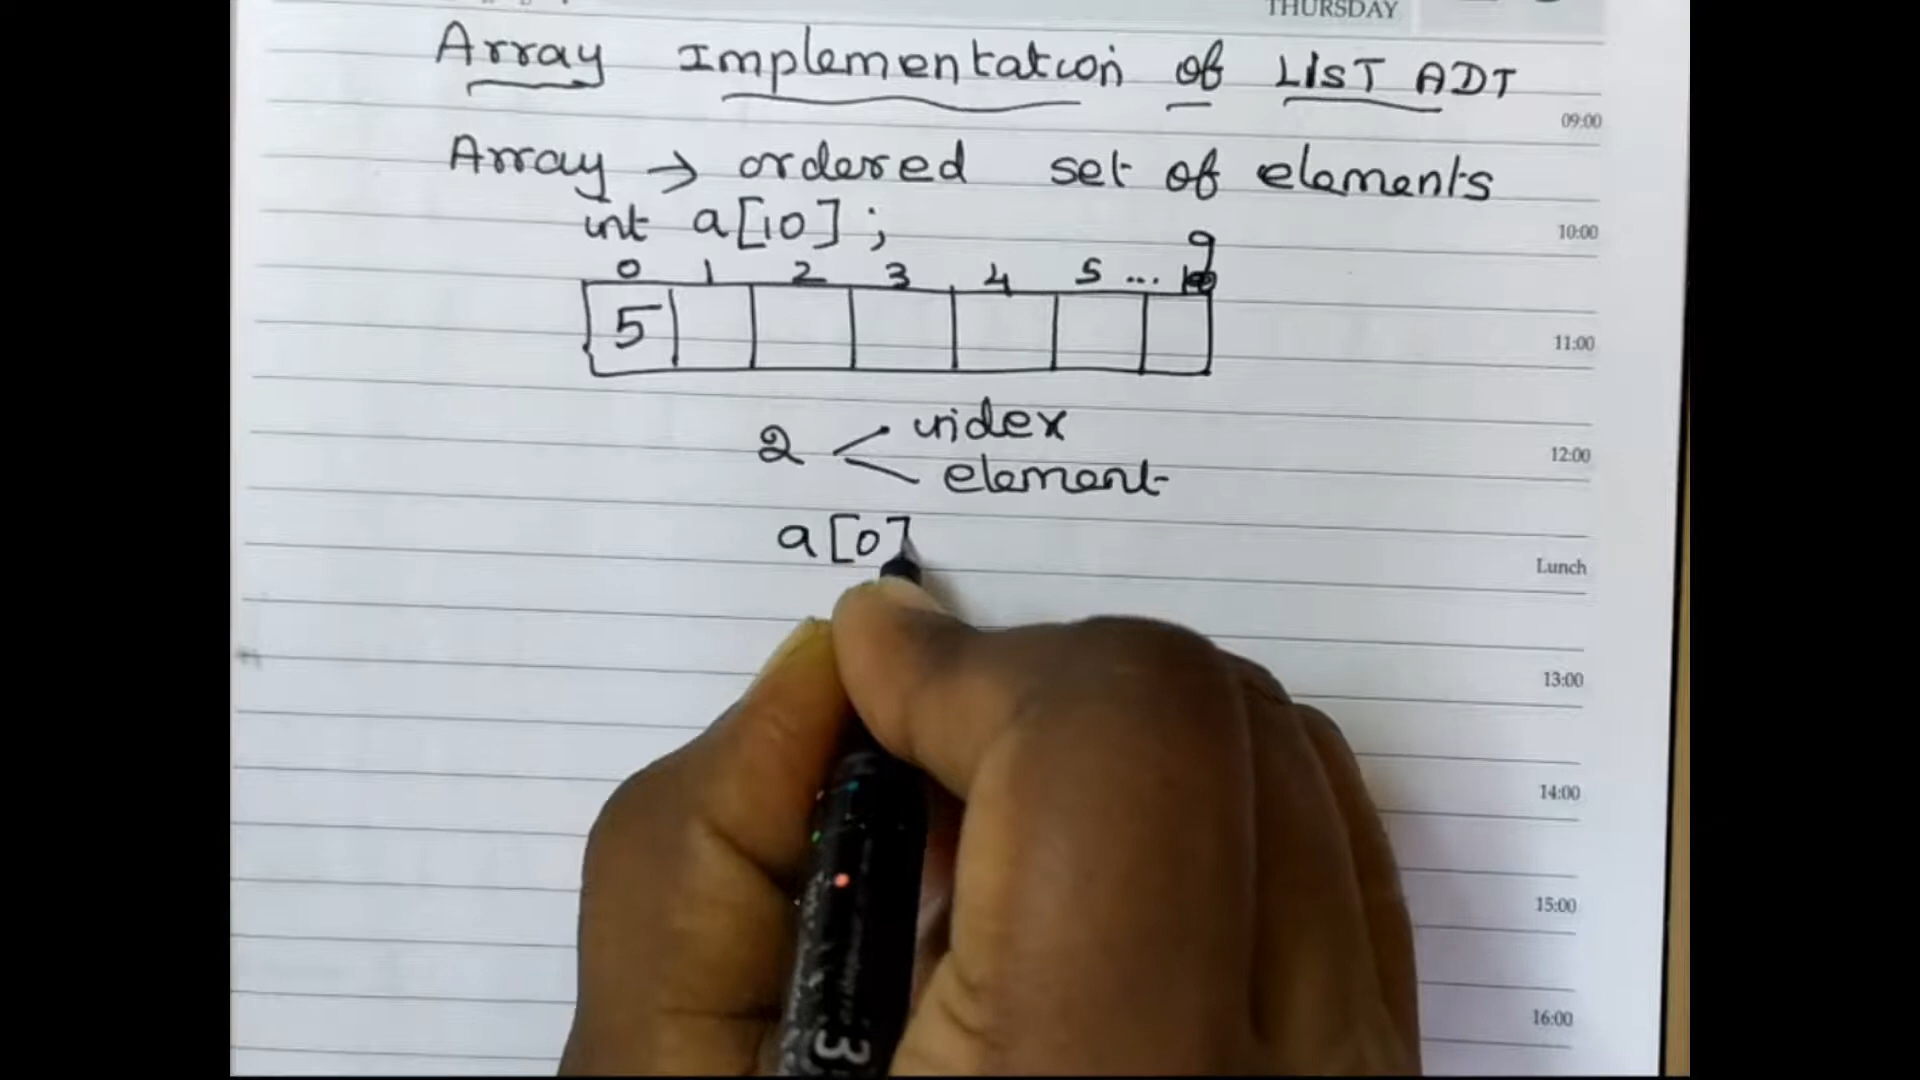 THURSDAY
Array Implementation of LIST ADT
09:00
Array → ordered set of elements
int a[10];
10:00
9
0 1 2 3 4 5 ...
5
11:00
2 < index
element
12:00
a[0]
Lunch
13:00
14:00
15:00
3
16:00